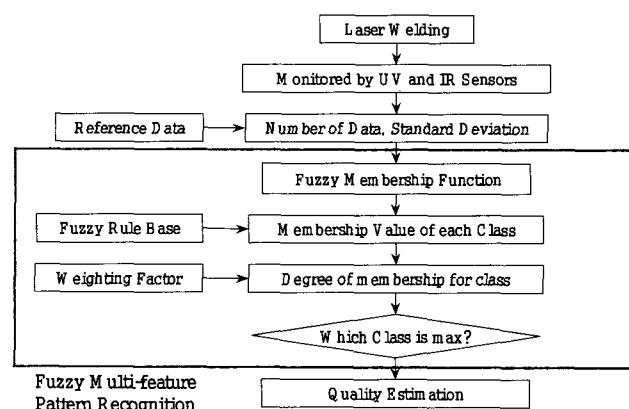 Laser Welding
Monitored by UV and IR Sensors
Reference Data
Number of Data, Standard Deviation
Fuzzy Membership Function
Fuzzy Rule Base
Membership Value of each Class
Weighting Factor
Degree of membership for class
Which Class is max?
Fuzzy Multi-feature
Pattern Recognition
Quality Estimation